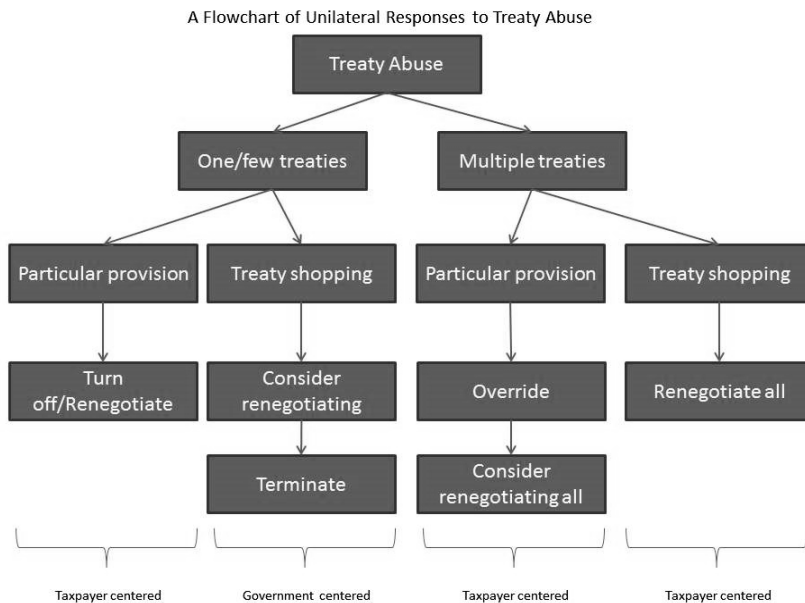 A Flowchart of Unilateral Responses to Treaty Abuse
Treaty Abuse
One/few treaties
Multiple treaties
Particular provision
Treaty shopping
Particular provision
Treaty shopping
Turn
off/Renegotiate
Consider
renegotiating
Override
Renegotiate all
Terminate
Consider
renegotiating all
Taxpayer centered
Government centered
Taxpayer centered
Taxpayer centered